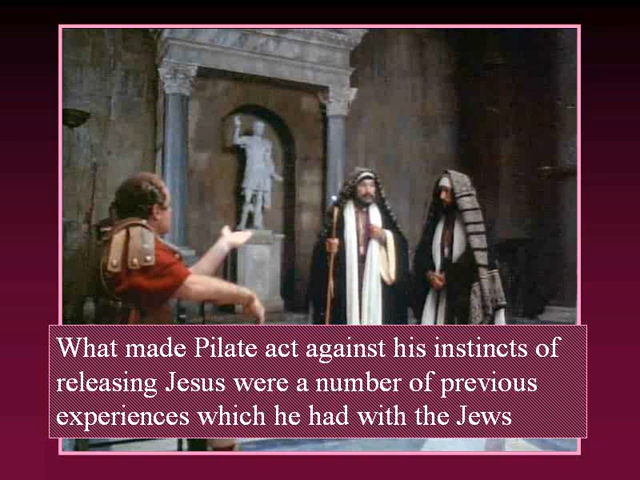 What made Pilate act against his instincts of
releasing Jesus were a number of previous
experiences which he had with the Jews